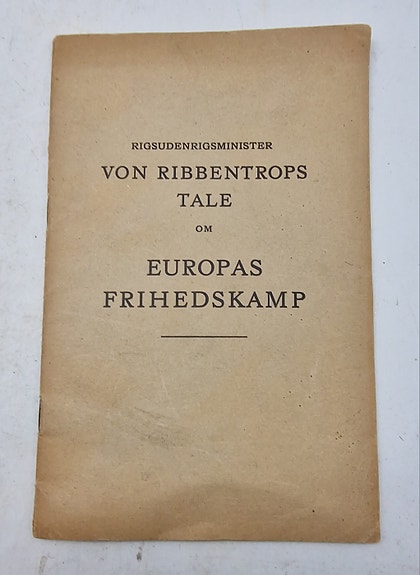 RIGSUDENRIGSMINISTER
VON RIBBENTROPS
TALE
OM
EUROPAS
FRIHEDSKAMP